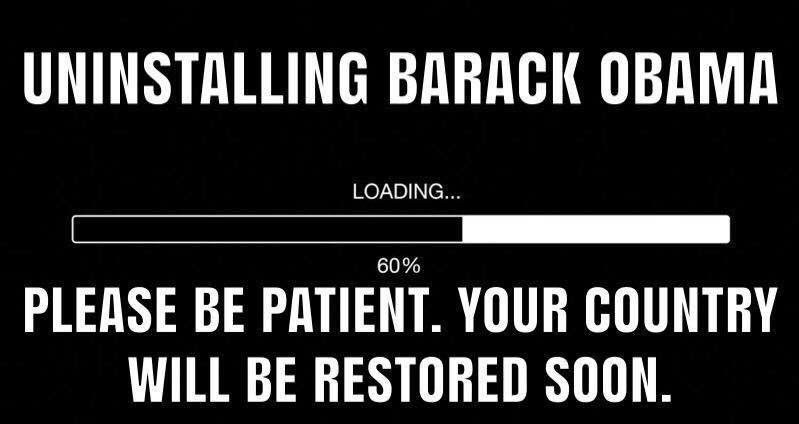 UNINSTALLING BARACK OBAMA
LOADING...
60%
PLEASE BE PATIENT. YOUR COUNTRY
WILL BE RESTORED SOON.